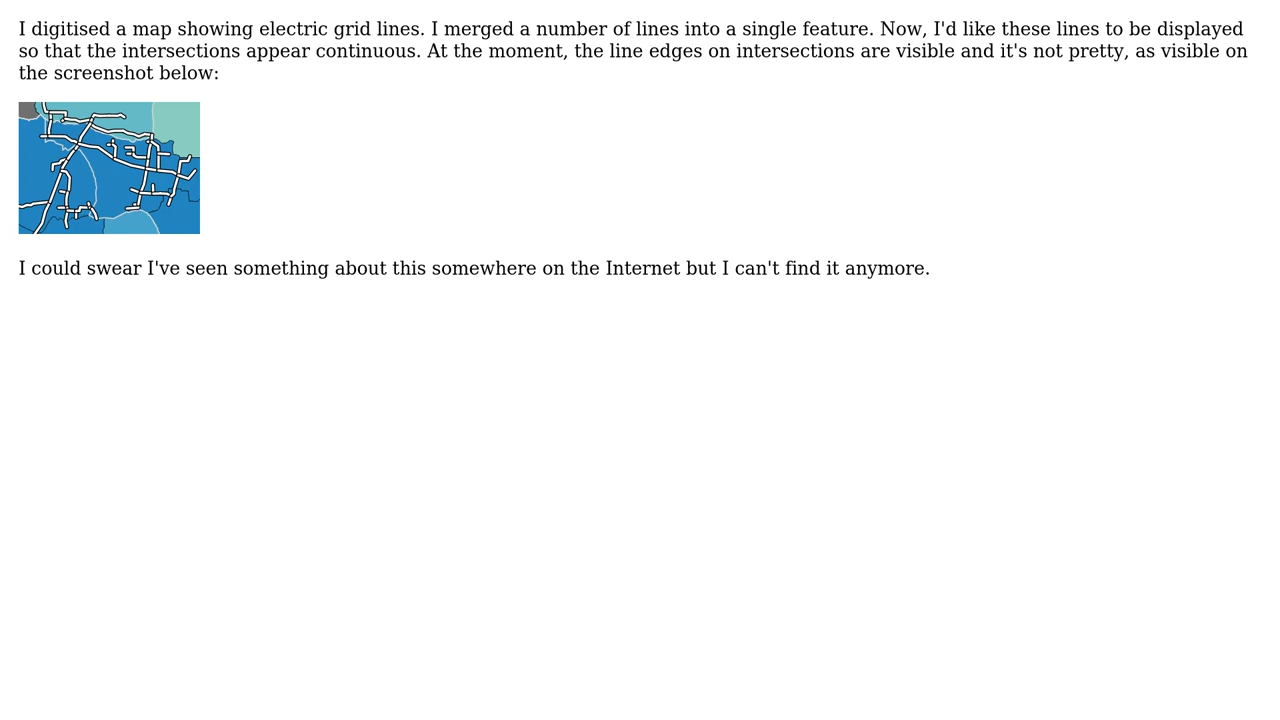 I digitised a map showing electric grid lines. I merged a number of lines into a single feature. Now, I'd like these lines to be displayed
so that the intersections appear continuous. At the moment, the line edges on intersections are visible and it's not pretty, as visible on
the screenshot below:
I could swear I've seen something about this somewhere on the Internet but I can't find it anymore.